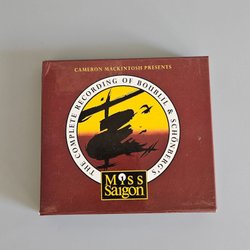 CAMERON MACKINTOSH PRESENTS
THE COMPLETE RECORDING OF BOUBLIL & SCHÖNBERG'S
Miss
Saigon